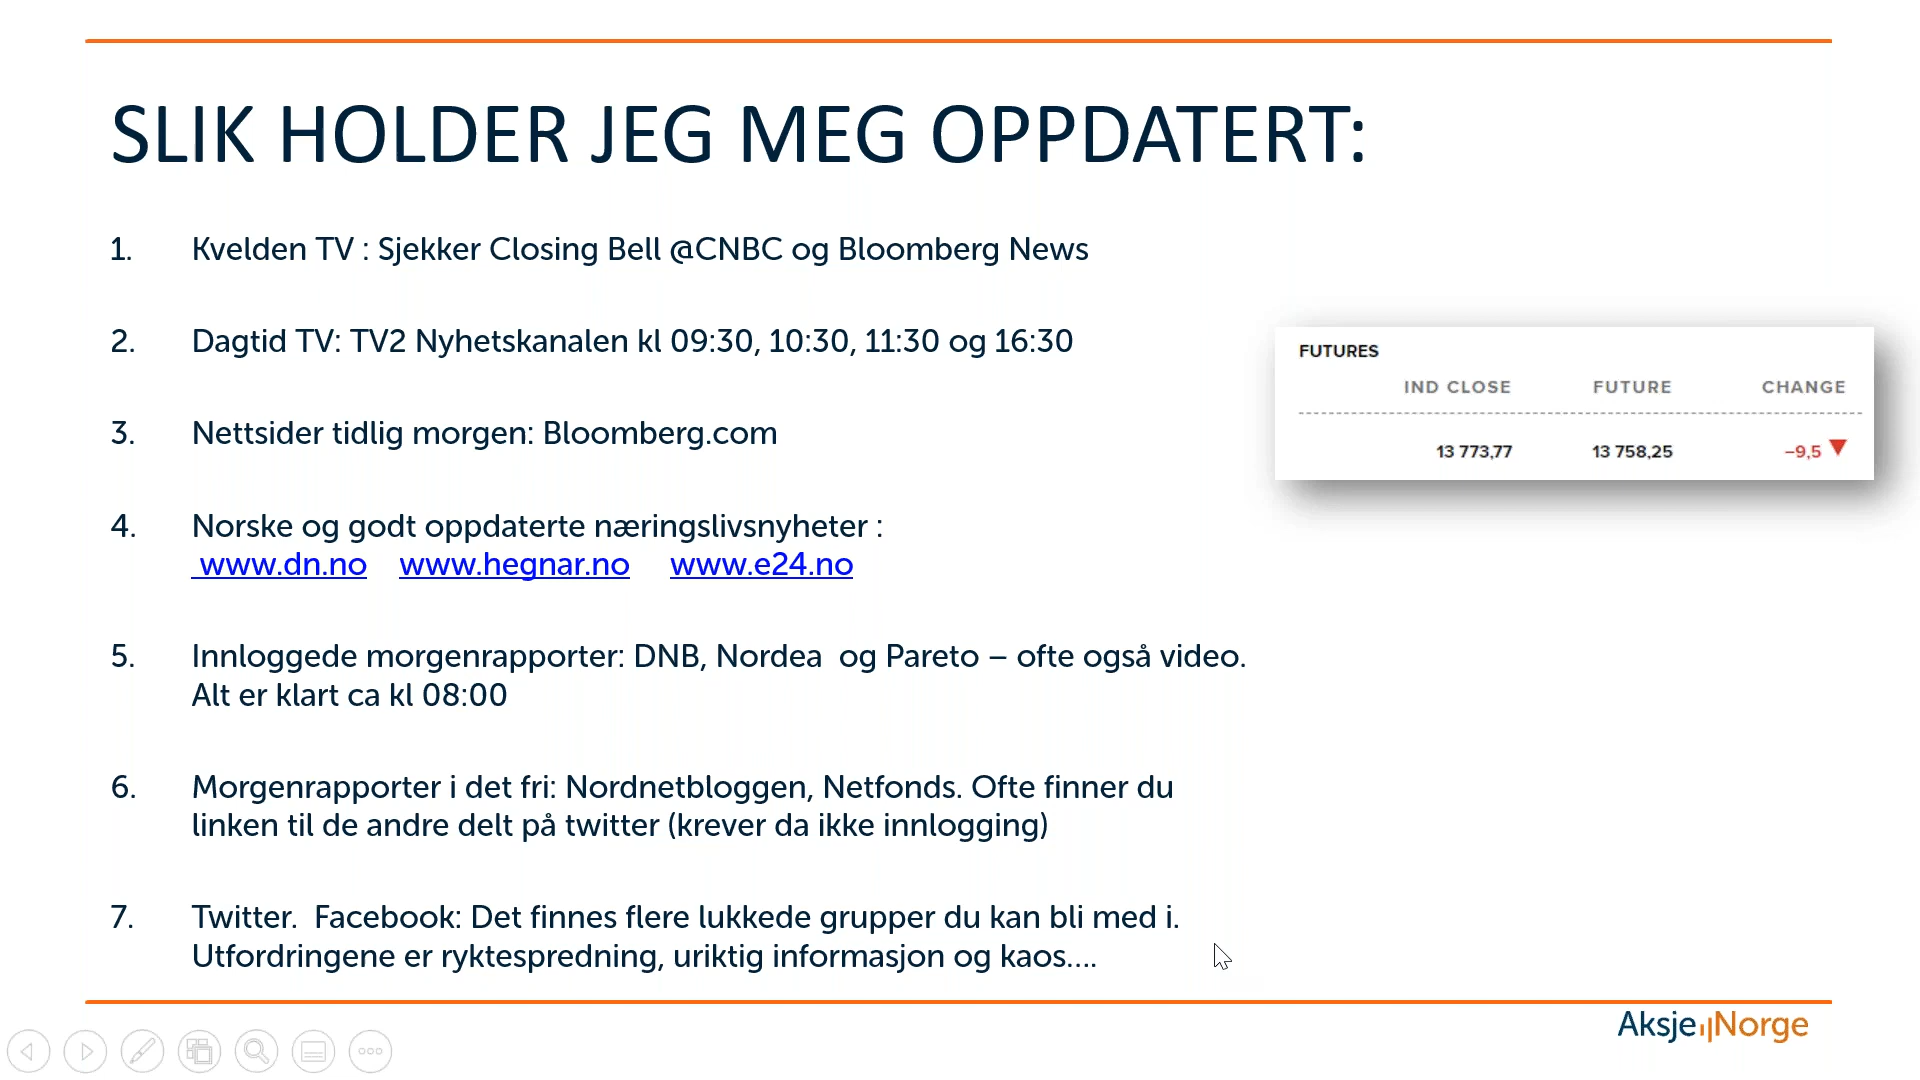 SLIK HOLDER JEG MEG OPPDATERT:
1. Kvelden TV : Sjekker Closing Bell @CNBC og Bloomberg News
2. Dagtid TV: TV2 Nyhetskanalen kl 09:30, 10:30, 11:30 og 16:30
3. Nettsider tidlig morgen: Bloomberg.com
4. Norske og godt oppdaterte næringslivsnyheter :
www.dn.no www.hegnar.no www.e24.no
5. Innloggede morgenrapporter: DNB, Nordea og Pareto – ofte også video.
Alt er klart ca kl 08:00
6. Morgenrapporter i det fri: Nordnetbloggen, Netfonds. Ofte finner du
linken til de andre delt på twitter (krever da ikke innlogging)
7. Twitter. Facebook: Det finnes flere lukkede grupper du kan bli med i.
Utfordringene er ryktespredning, uriktig informasjon og kaos….
FUTURES
IND CLOSE FUTURE CHANGE
13 773,77 13 758,25 –9,5
AksjeNorge